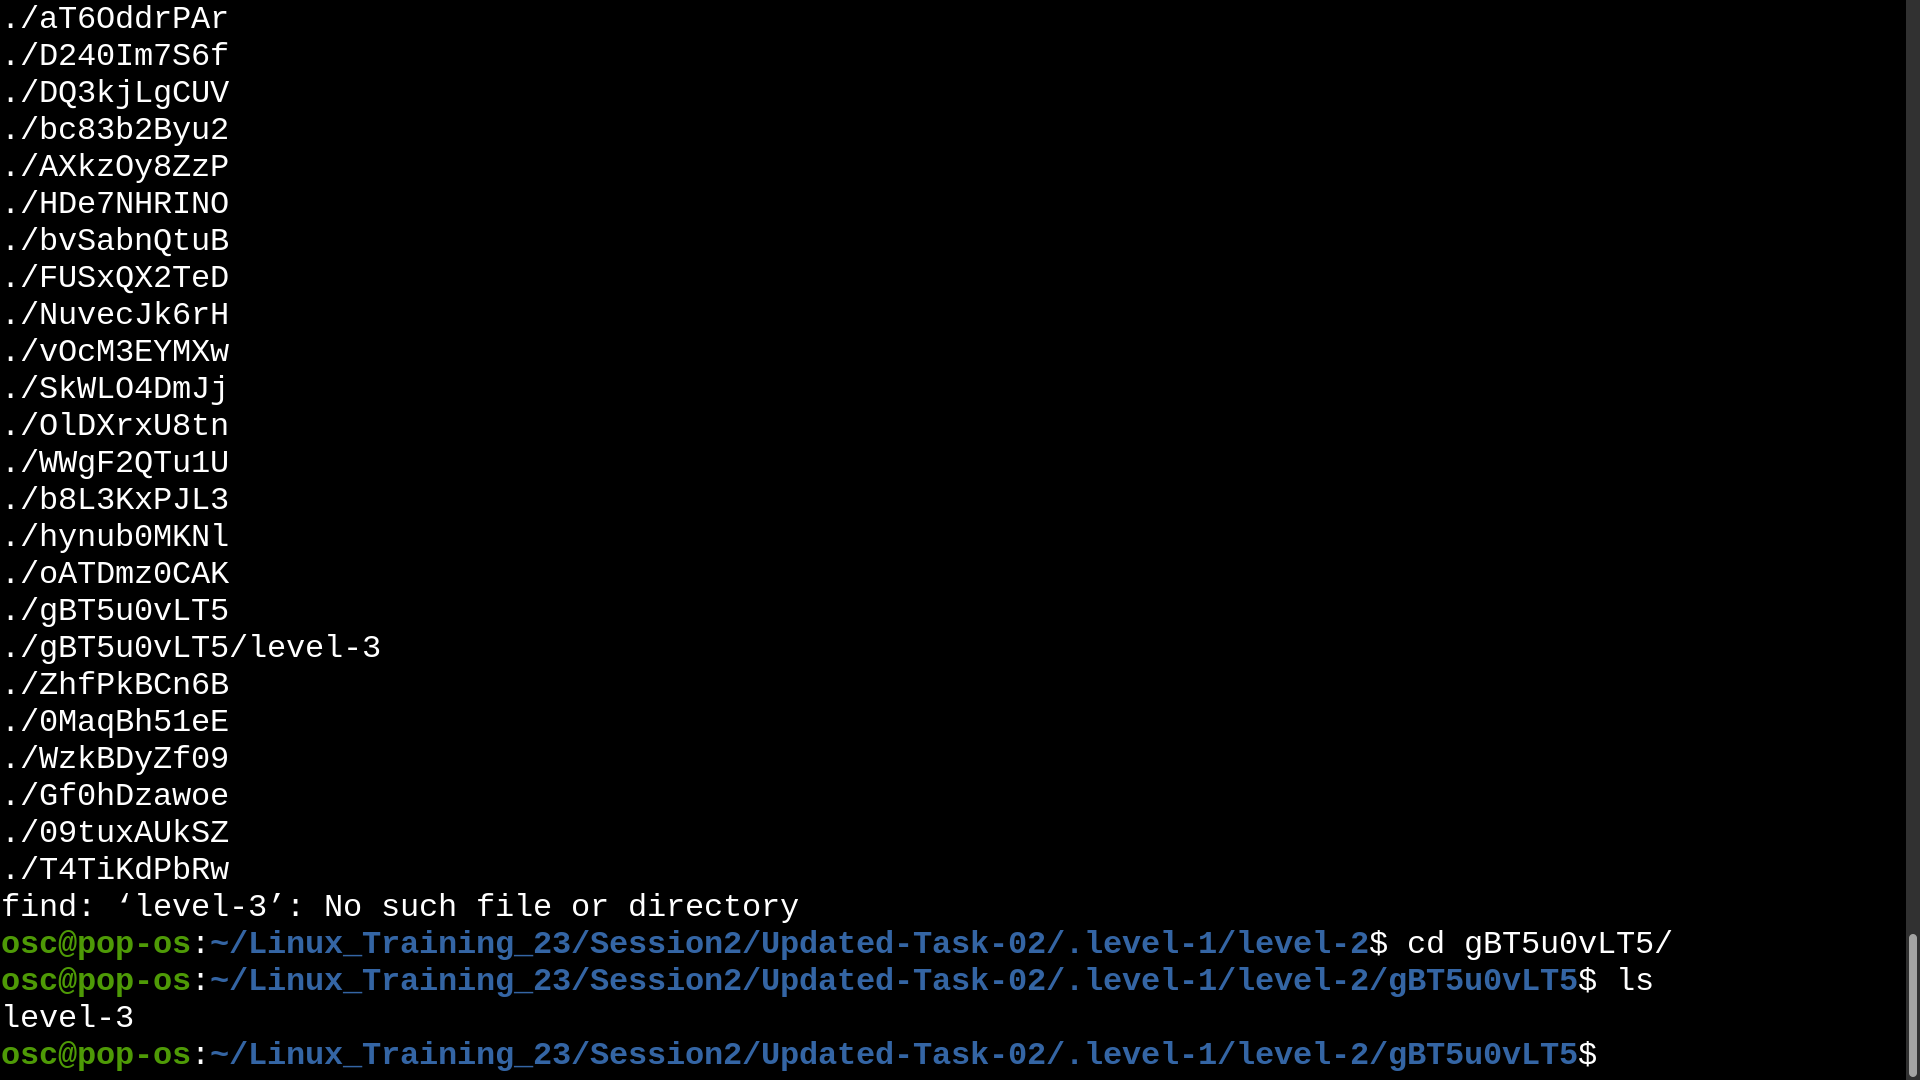 ./aT6OddrPAr
./D240Im7S6f
./DQ3kjLgCUV
./bc83b2Byu2
./AXkzOy8ZzP
./HDe7NHRINO
./bvSabnQtuB
./FUSxQX2TeD
./NuvecJk6rH
./vOcM3EYMXw
./SkWLO4DmJj
./OlDXrxU8tn
./WWgF2QTu1U
./b8L3KxPJL3
./hynub0MKNl
./oATDmz0CAK
./gBT5u0vLT5
./gBT5u0vLT5/level-3
./ZhfPkBCn6B
./0MaqBh51eE
./WzkBDyZf09
./Gf0hDzawoe
./09tuxAUkSZ
./T4TiKdPbRw
find: ‘level-3’: No such file or directory
osc@pop-os:~/Linux_Training_23/Session2/Updated-Task-02/.level-1/level-2$ cd gBT5u0vLT5/
osc@pop-os:~/Linux_Training_23/Session2/Updated-Task-02/.level-1/level-2/gBT5u0vLT5$ ls
level-3
osc@pop-os:~/Linux_Training_23/Session2/Updated-Task-02/.level-1/level-2/gBT5u0vLT5$